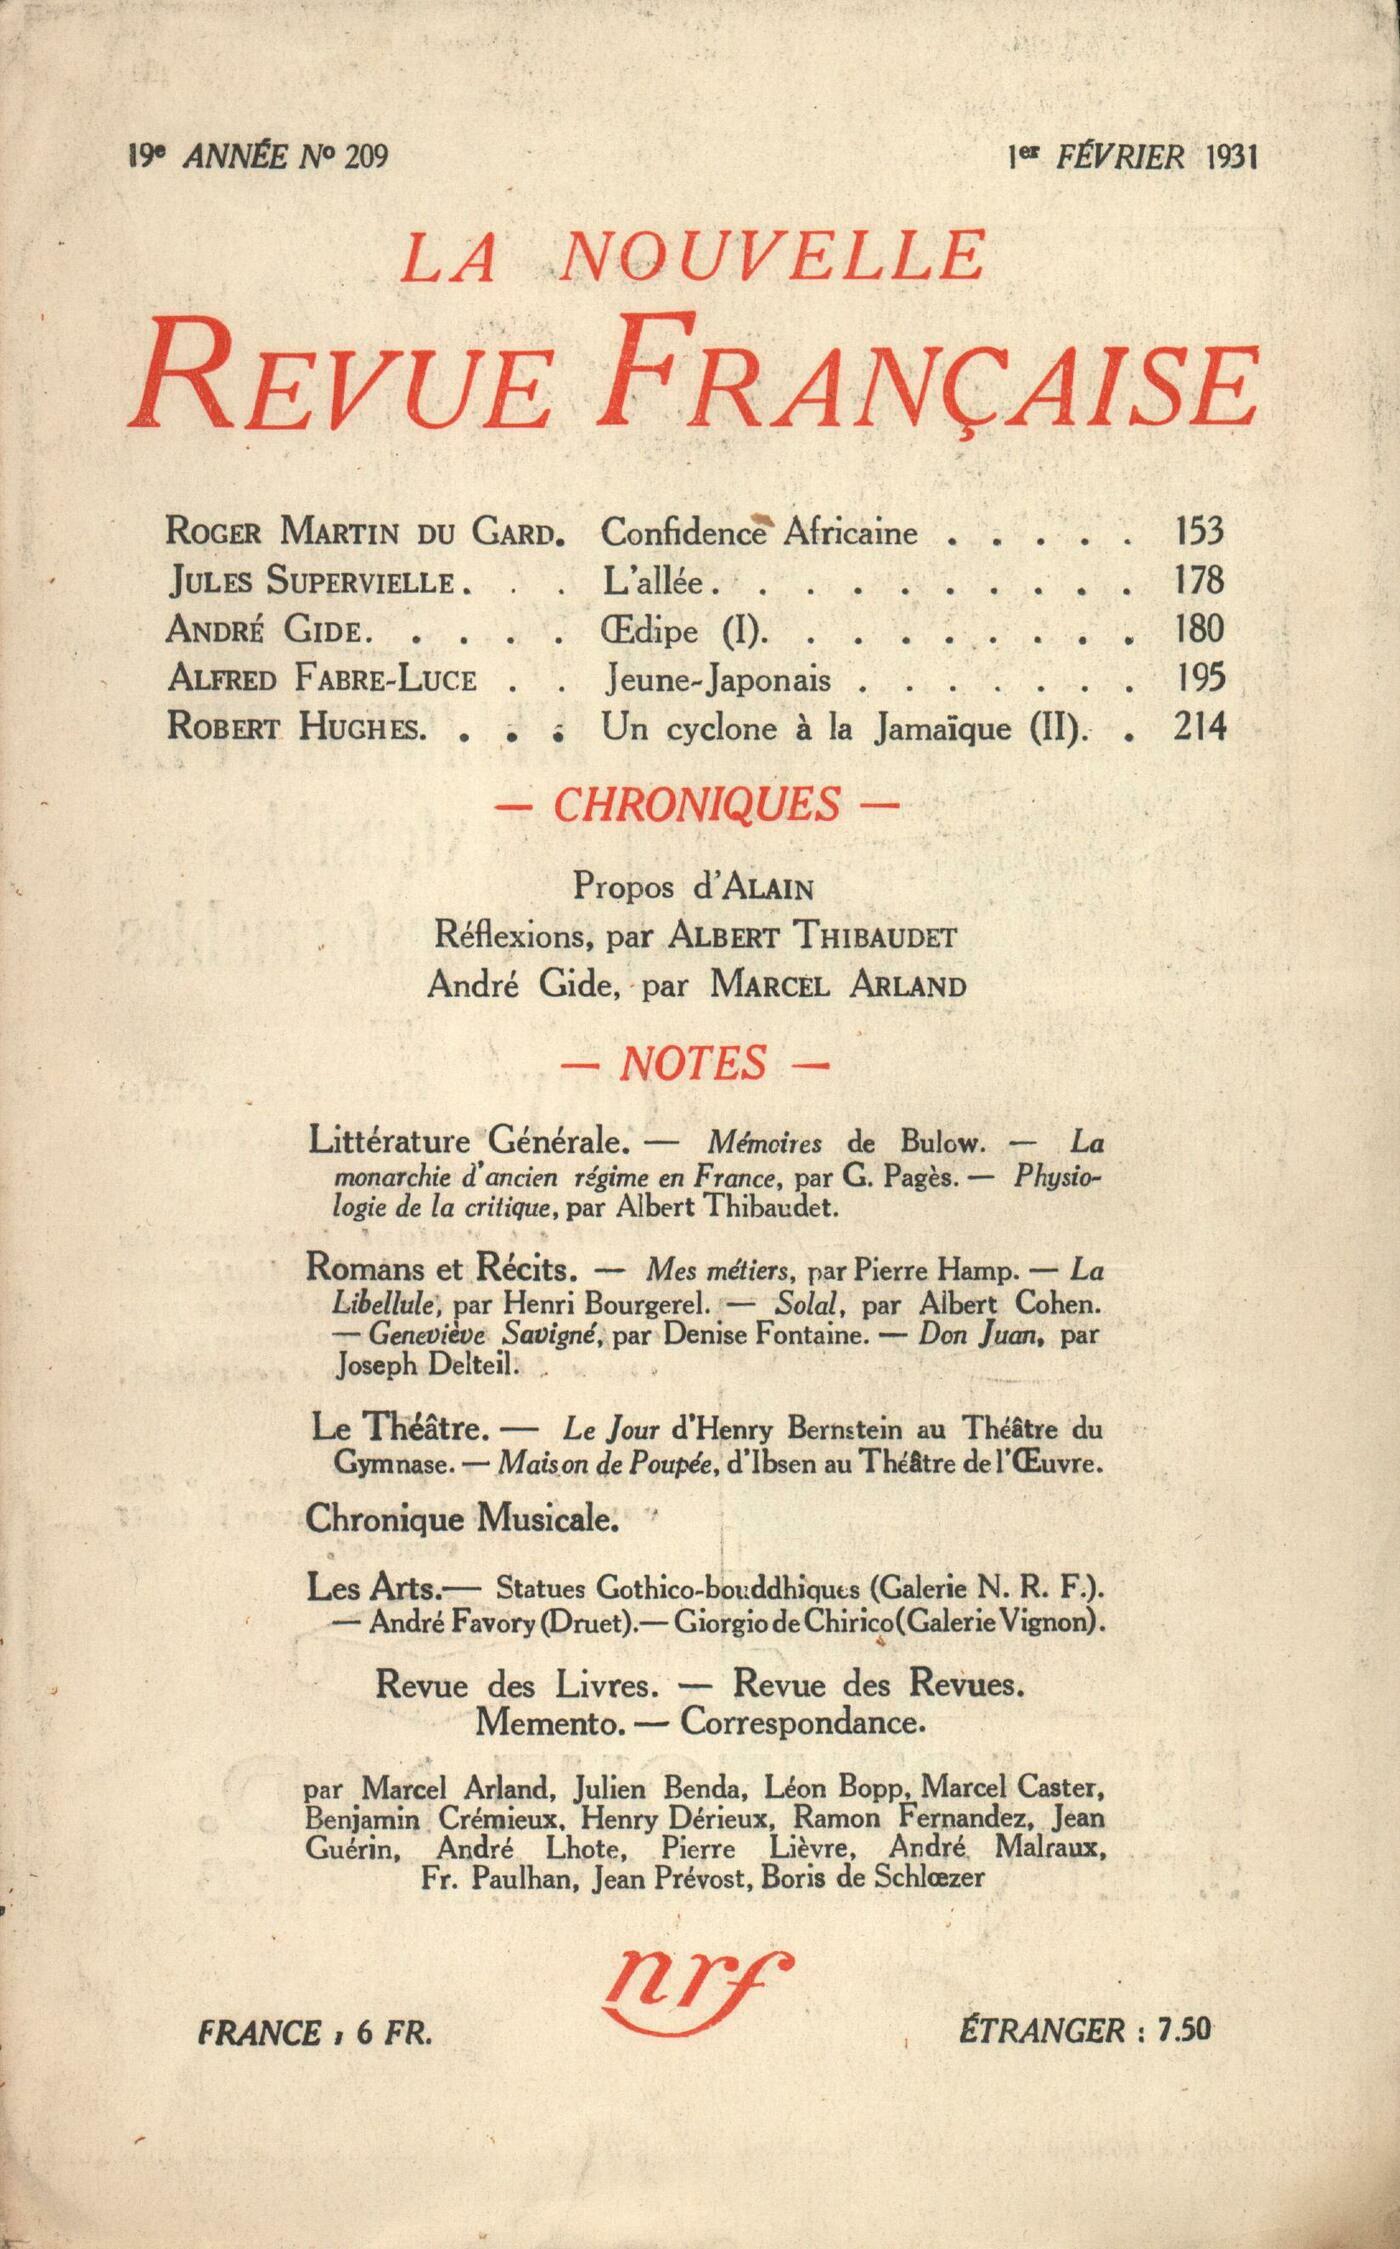 19e ANNÉE No 209
1er FÉVRIER 1931
LA NOUVELLE
REVUE FRANÇAISE
ROGER MARTIN DU GARD. Confidence Africaine . . . . . 153
JULES SUPERVIELLE. . . L'allée. . . . . . . . . . 178
ANDRÉ GIDE. . . . . Œdipe (I). . . . . . . . . 180
ALFRED FABRE-LUCE . . Jeune-Japonais . . . . . . . 195
ROBERT HUGHES. . . . Un cyclone à la Jamaïque (II). . 214
— CHRONIQUES —
Propos d'ALAIN
Réflexions, par ALBERT THIBAUDET
André Gide, par MARCEL ARLAND
— NOTES —
Littérature Générale. — Mémoires de Bulow. — La
monarchie d'ancien régime en France, par G. Pagès. — Physio-
logie de la critique, par Albert Thibaudet.
Romans et Récits. — Mes métiers, par Pierre Hamp. — La
Libellule, par Henri Bourgerel. — Solal, par Albert Cohen.
— Geneviève Savigné, par Denise Fontaine. — Don Juan, par
Joseph Delteil.
Le Théâtre. — Le Jour d'Henry Bernstein au Théâtre du
Gymnase. — Maison de Poupée, d'Ibsen au Théâtre de l'Œuvre.
Chronique Musicale.
Les Arts.— Statues Gothico-bouddhiques (Galerie N. R. F.).
— André Favory (Druet).— Giorgio de Chirico (Galerie Vignon).
Revue des Livres. — Revue des Revues.
Memento. — Correspondance.
par Marcel Arland, Julien Benda, Léon Bopp, Marcel Caster,
Benjamin Crémieux, Henry Dérieux, Ramon Fernandez, Jean
Guérin, André Lhote, Pierre Lièvre, André Malraux,
Fr. Paulhan, Jean Prévost, Boris de Schlœzer
nrf
FRANCE : 6 FR.
ÉTRANGER : 7.50